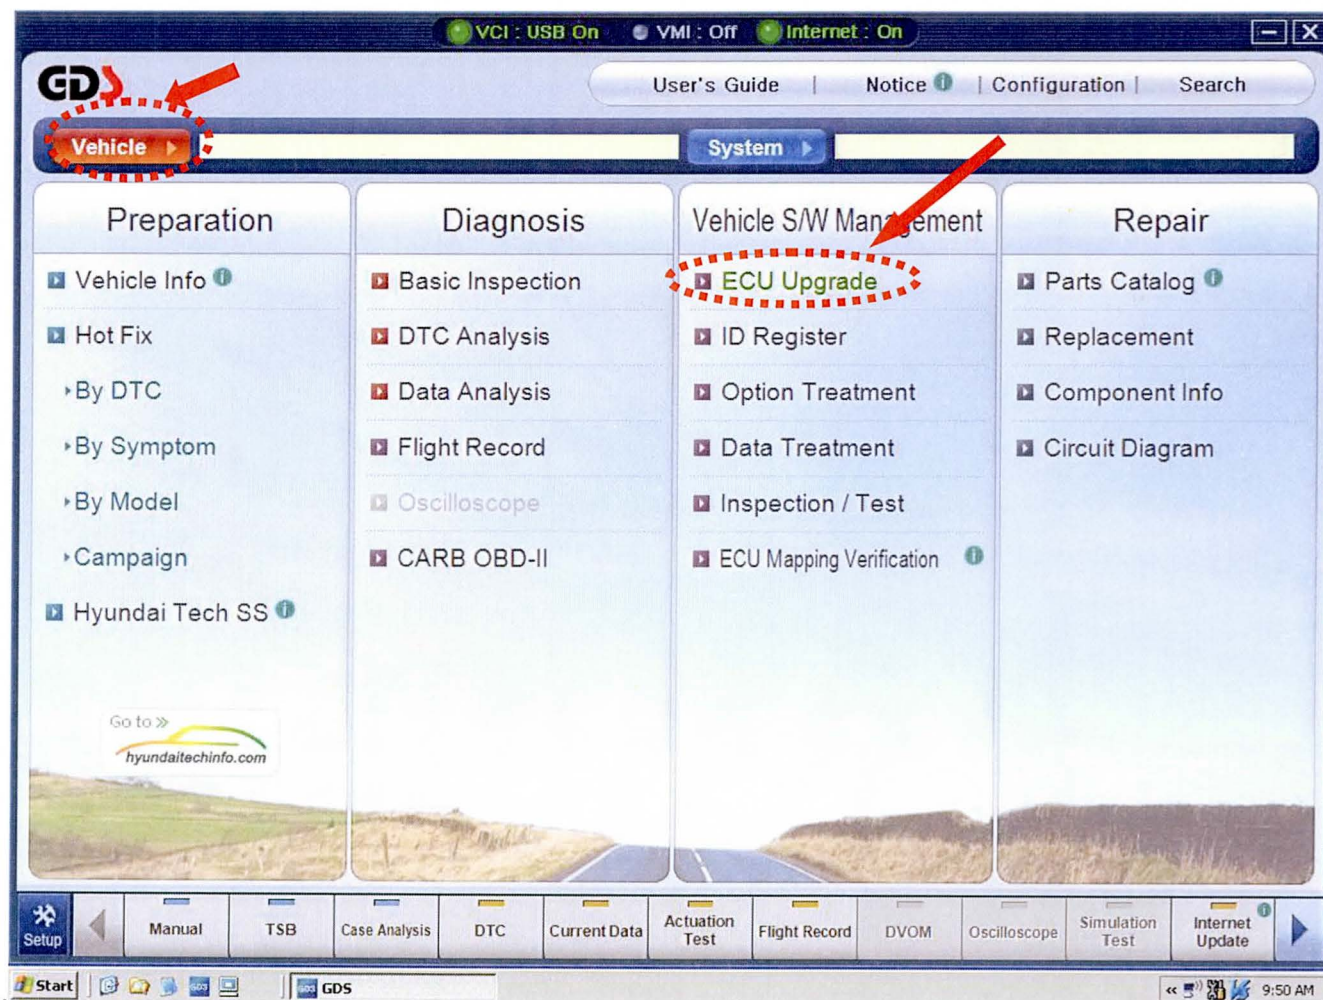 VCI : USB On VMI : Off Internet : On
GDS
User's Guide | Notice | Configuration | Search
Vehicle System
Preparation
Vehicle Info
Hot Fix
By DTC
By Symptom
By Model
Campaign
Hyundai Tech SS
Go to »
hyundaitechinfo.com
Diagnosis
Basic Inspection
DTC Analysis
Data Analysis
Flight Record
Oscilloscope
CARB OBD-II
Vehicle S/W Management
ECU Upgrade
ID Register
Option Treatment
Data Treatment
Inspection / Test
ECU Mapping Verification
Repair
Parts Catalog
Replacement
Component Info
Circuit Diagram
Setup
Manual
TSB
Case Analysis
DTC
Current Data
Actuation
Test
Flight Record
DVOM
Oscilloscope
Simulation
Test
Internet
Update
Start GDS GDS GDS « 9:50 AM